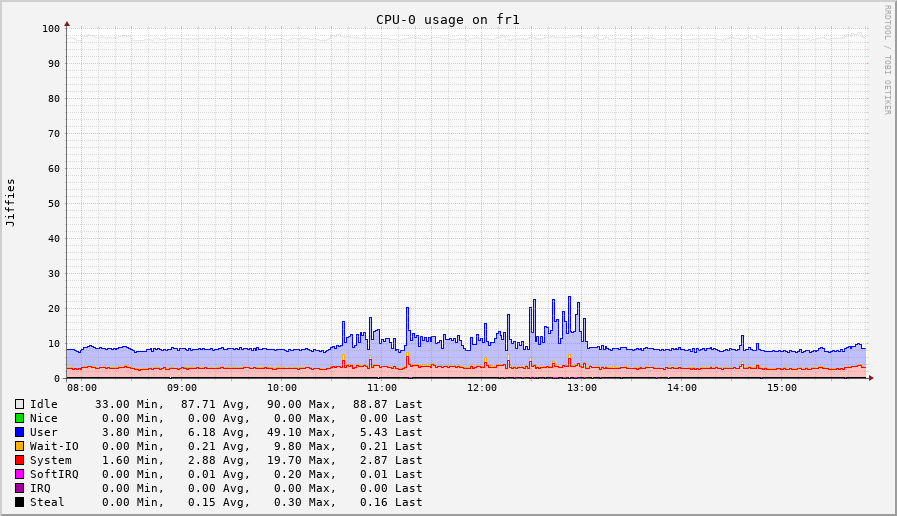 CPU-0 usage on fr1
RRDTOOL / TOBI OETIKER
Jiffies
100
90
80
70
60
50
40
30
20
10
0
08:00 09:00 10:00 11:00 12:00 13:00 14:00 15:00
Idle 33.00 Min, 87.71 Avg, 90.00 Max, 88.87 Last
Nice 0.00 Min, 0.00 Avg, 0.00 Max, 0.00 Last
User 3.80 Min, 6.18 Avg, 49.10 Max, 5.43 Last
Wait-IO 0.00 Min, 0.21 Avg, 9.80 Max, 0.21 Last
System 1.60 Min, 2.88 Avg, 19.70 Max, 2.87 Last
SoftIRQ 0.00 Min, 0.01 Avg, 0.20 Max, 0.01 Last
IRQ 0.00 Min, 0.00 Avg, 0.00 Max, 0.00 Last
Steal 0.00 Min, 0.15 Avg, 0.30 Max, 0.16 Last